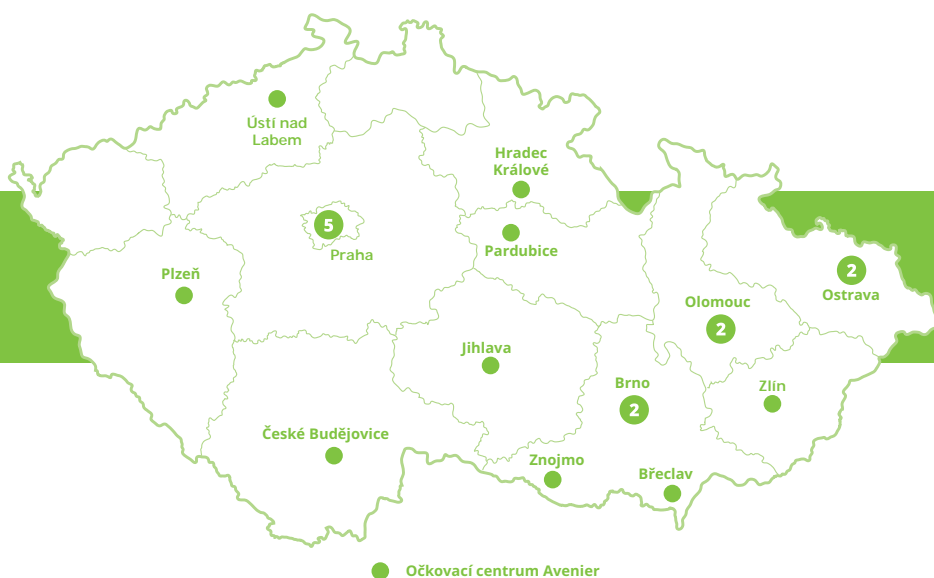 Ústí nad
Labem
Hradec
Králové
5
Praha
Pardubice
Plzeň
2
Ostrava
Olomouc
2
Jihlava
Brno
2
Zlín
České Budějovice
Znojmo
Břeclav
Očkovací centrum Avenier